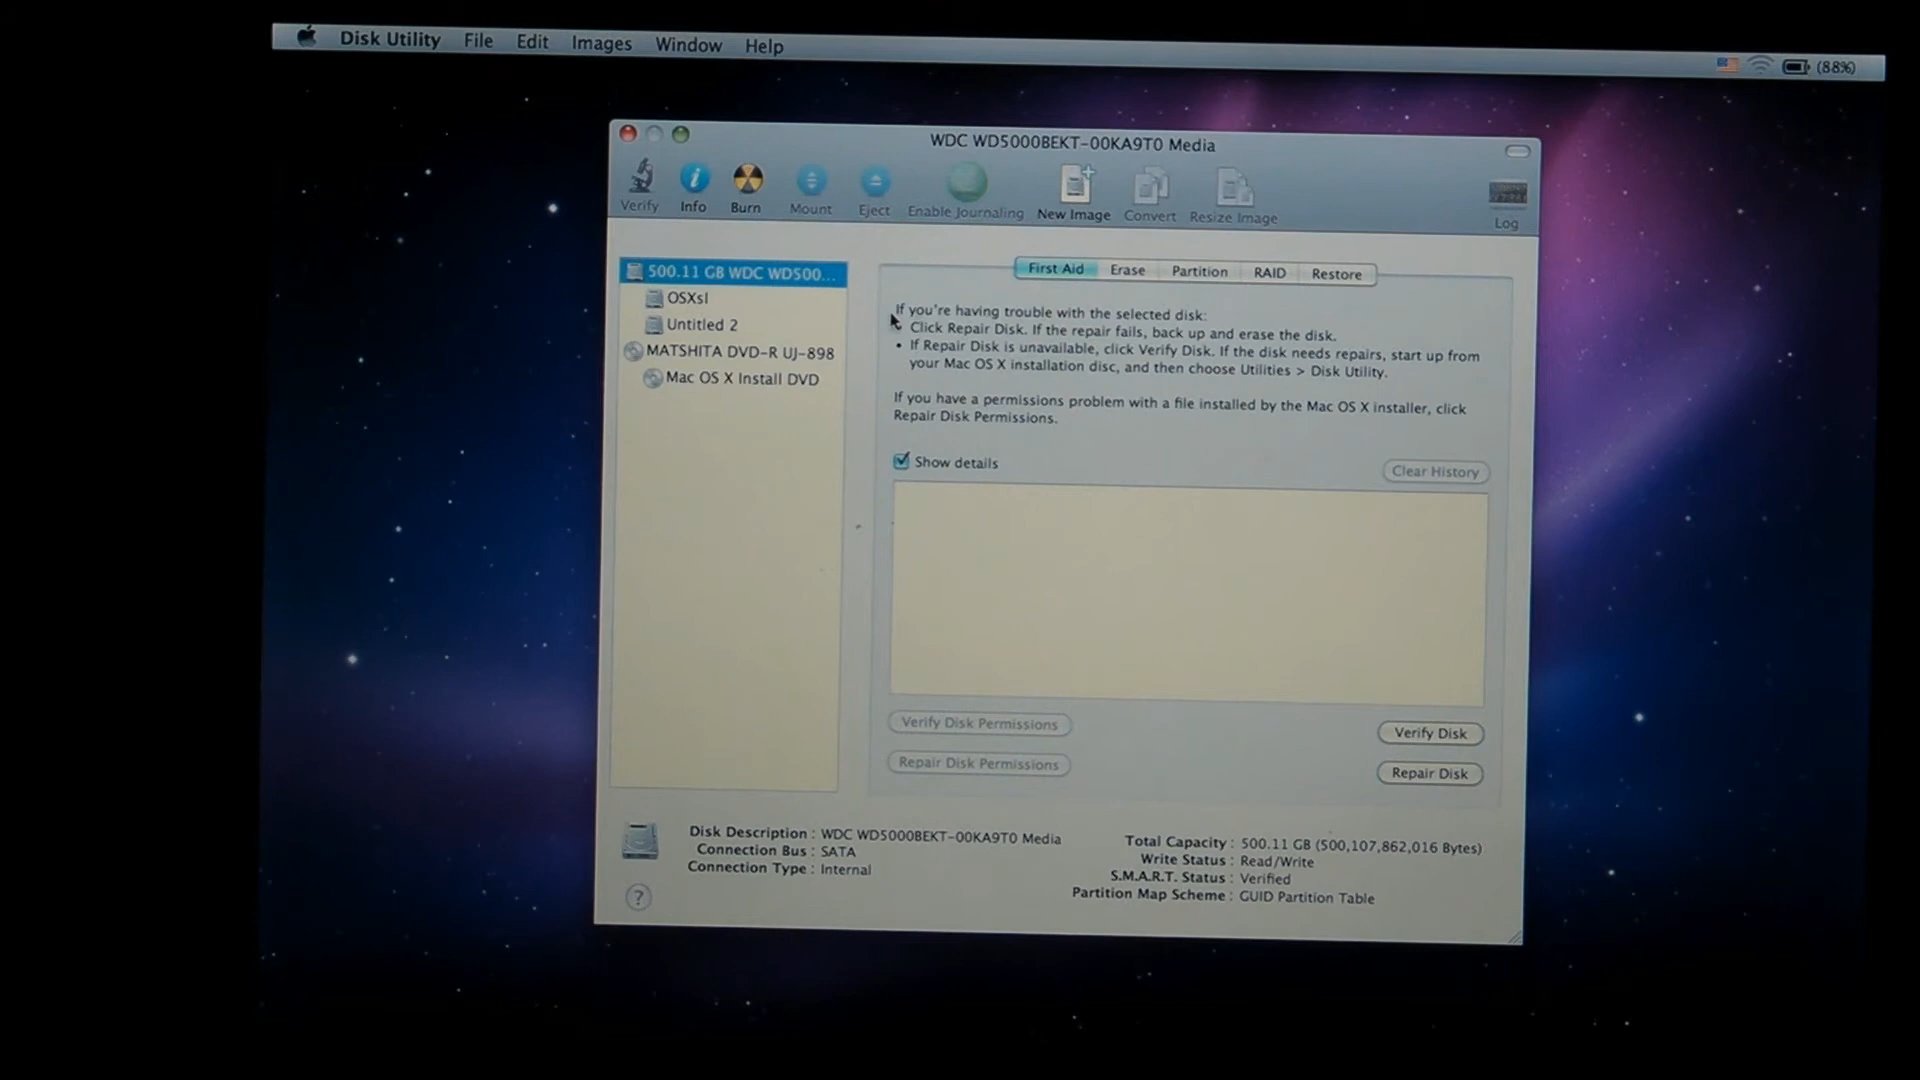 Disk Utility File Edit Images Window Help
(88%)
WDC WD5000BEKT-00KA9T0 Media
Verify Info Burn Mount Eject Enable Journaling New Image Convert Resize Image Log
500.11 GB WDC WD500...
OSXsl
Untitled 2
MATSHITA DVD-R UJ-898
Mac OS X Install DVD
First Aid Erase Partition RAID Restore
If you're having trouble with the selected disk:
• Click Repair Disk. If the repair fails, back up and erase the disk.
• If Repair Disk is unavailable, click Verify Disk. If the disk needs repairs, start up from
your Mac OS X installation disc, and then choose Utilities > Disk Utility.
If you have a permissions problem with a file installed by the Mac OS X installer, click
Repair Disk Permissions.
Show details
Clear History
Verify Disk Permissions
Verify Disk
Repair Disk Permissions
Repair Disk
Disk Description : WDC WD5000BEKT-00KA9T0 Media
Connection Bus : SATA
Connection Type : Internal
Total Capacity : 500.11 GB (500,107,862,016 Bytes)
Write Status : Read/Write
S.M.A.R.T. Status : Verified
Partition Map Scheme : GUID Partition Table
?